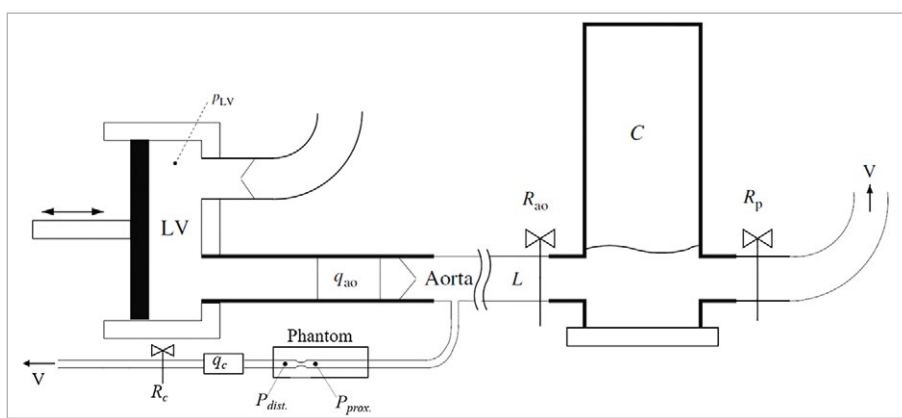 p_LV
C
R_ao
R_p
V
LV
q_ao
Aorta
L
Phantom
V
R_c
q_c
P_dist.
P_prox.